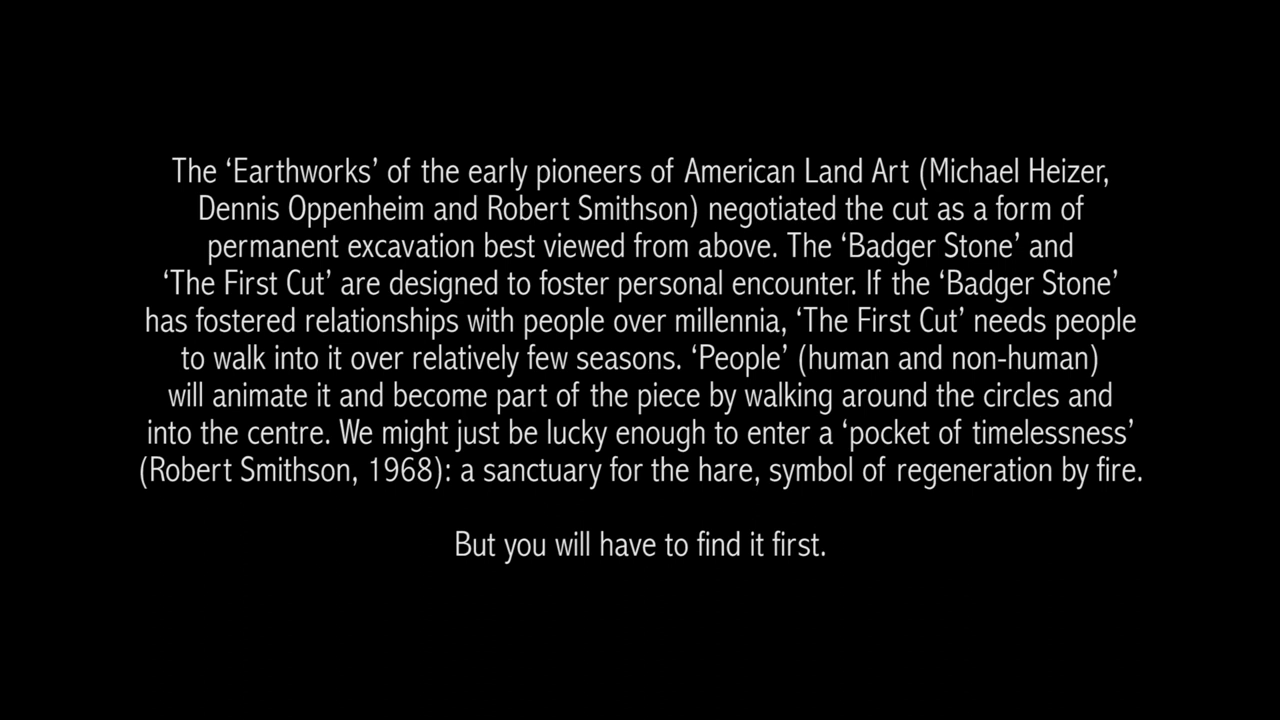 The ‘Earthworks’ of the early pioneers of American Land Art (Michael Heizer,
Dennis Oppenheim and Robert Smithson) negotiated the cut as a form of
permanent excavation best viewed from above. The ‘Badger Stone’ and
‘The First Cut’ are designed to foster personal encounter. If the ‘Badger Stone’
has fostered relationships with people over millennia, ‘The First Cut’ needs people
to walk into it over relatively few seasons. ‘People’ (human and non-human)
will animate it and become part of the piece by walking around the circles and
into the centre. We might just be lucky enough to enter a ‘pocket of timelessness’
(Robert Smithson, 1968): a sanctuary for the hare, symbol of regeneration by fire.
But you will have to find it first.